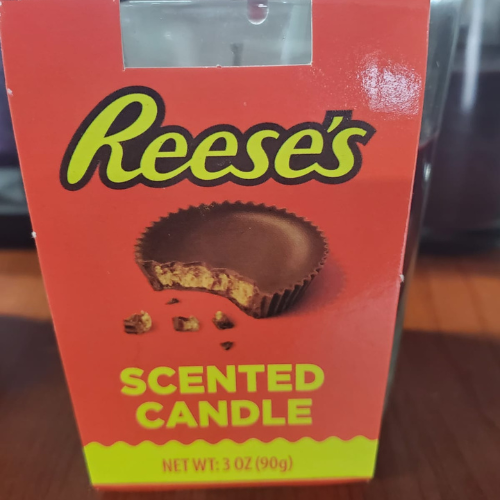 Reese's
SCENTED
CANDLE
NET WT: 3 OZ (90g)